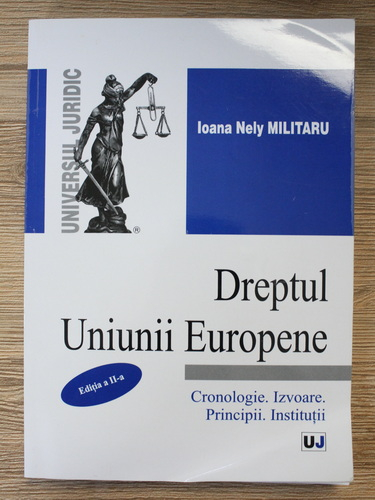 UNIVERSUL JURIDIC
®
Ioana Nely MILITARU
Dreptul
Uniunii Europene
Ediția a II-a
Cronologie. Izvoare.
Principii. Instituții
UJ